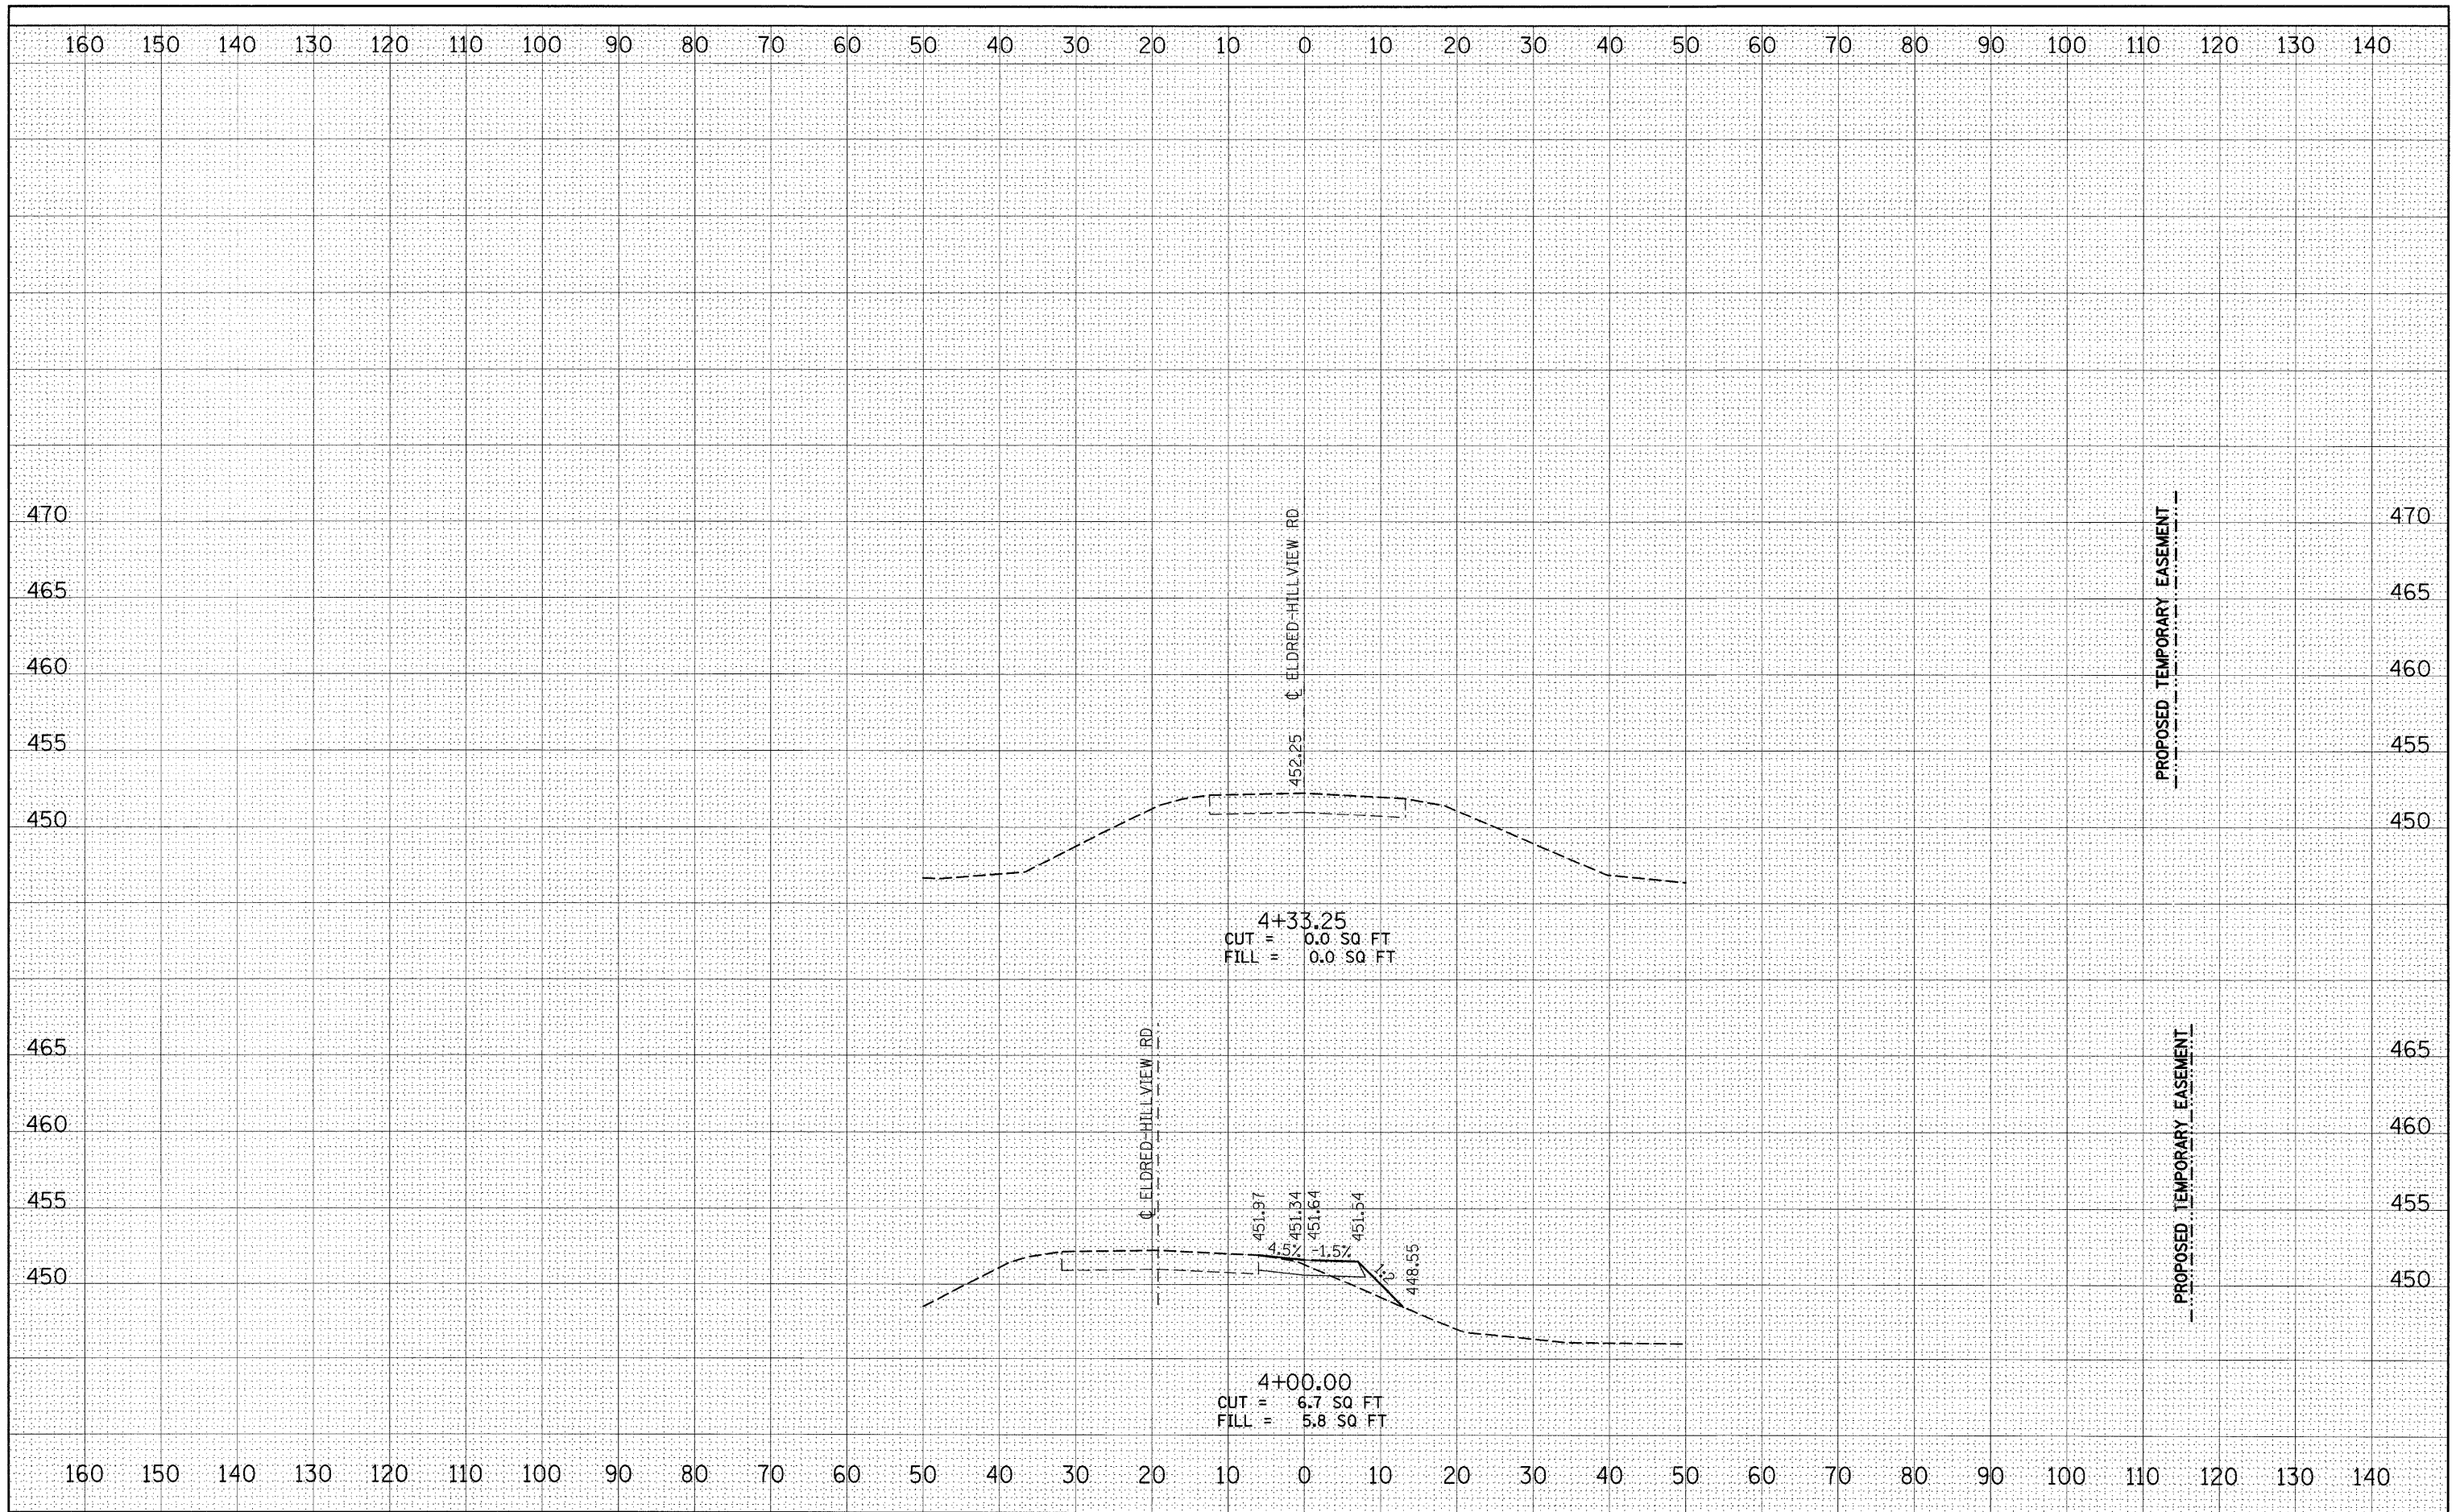 160 150 140 130 120 110 100 90 80 70 60 50 40 30 20 10 0 10 20 30 40 50 60 70 80 90 100 110 120 130 140
470 470
465 465
460 460
455 455
450 450
℄ ELDRED-HILLVIEW RD
452.25
PROPOSED TEMPORARY EASEMENT
4+33.25
CUT = 0.0 SQ FT
FILL = 0.0 SQ FT
465 465
460 460
455 455
450 450
℄ ELDRED-HILLVIEW RD
451.97
451.34
451.64
451.54
4.5% -1.5%
1:2
448.55
PROPOSED TEMPORARY EASEMENT
4+00.00
CUT = 6.7 SQ FT
FILL = 5.8 SQ FT
160 150 140 130 120 110 100 90 80 70 60 50 40 30 20 10 0 10 20 30 40 50 60 70 80 90 100 110 120 130 140